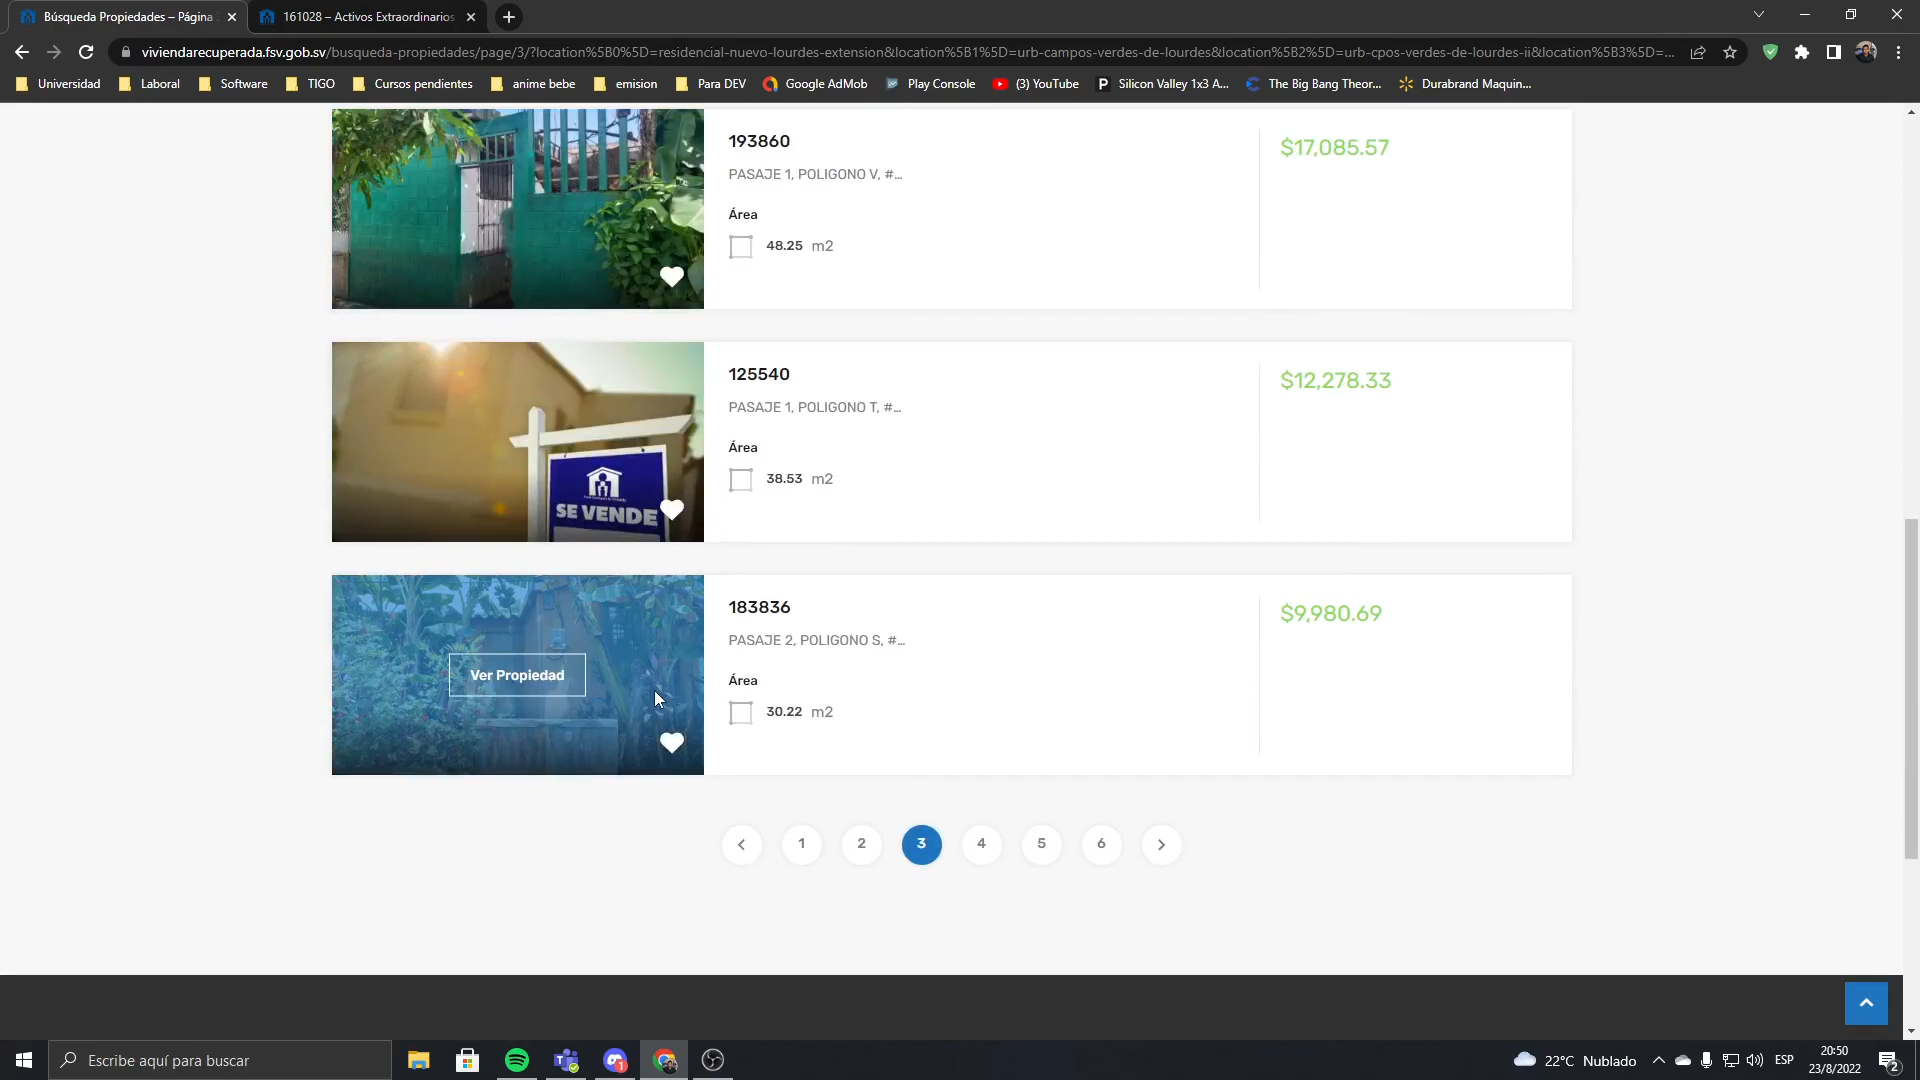 Búsqueda Propiedades – Página
161028 – Activos Extraordinarios
viviendarecuperada.fsv.gob.sv/busqueda-propiedades/page/3/?location%5B0%5D=residencial-nuevo-lourdes-extension&location%5B1%5D=urb-campos-verdes-de-lourdes&location%5B2%5D=urb-cpos-verdes-de-lourdes-ii&location%5B3%5D=...
Universidad
Laboral
Software
TIGO
Cursos pendientes
anime bebe
emision
Para DEV
Google AdMob
Play Console
(3) YouTube
Silicon Valley 1x3 A...
The Big Bang Theor...
Durabrand Maquin...
193860
$17,085.57
PASAJE 1, POLIGONO V, #...
Área
48.25 m2
125540
$12,278.33
PASAJE 1, POLIGONO T, #...
Área
38.53 m2
SE VENDE
183836
$9,980.69
PASAJE 2, POLIGONO S, #...
Ver Propiedad
Área
30.22 m2
1 2 3 4 5 6
Escribe aquí para buscar
22°C Nublado
ESP
20:50
23/8/2022
2